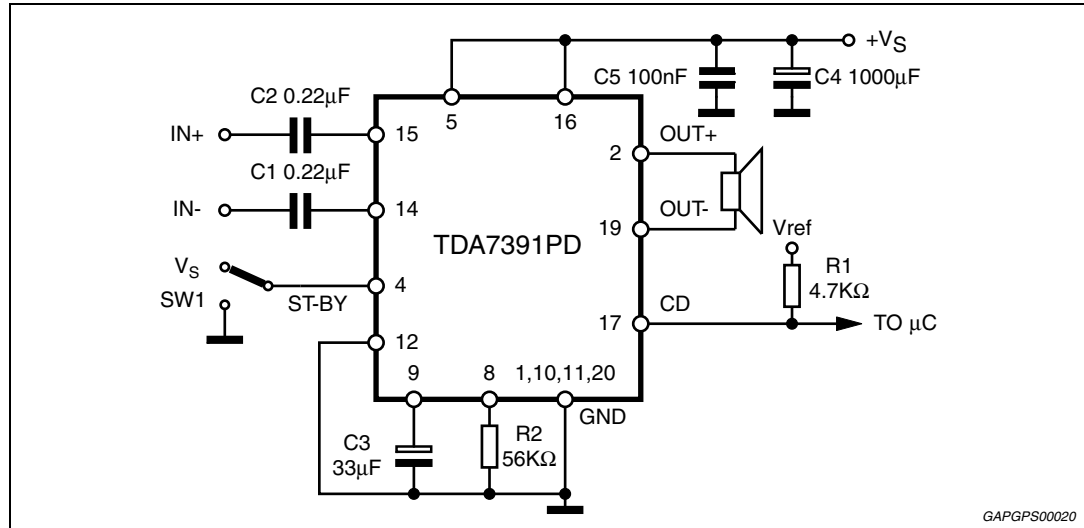 +VS
C5 100nF
C4 1000µF
C2 0.22µF
5
16
IN+
15
OUT+
2
C1 0.22µF
IN-
14
OUT-
19
Vref
TDA7391PD
VS
R1
4.7KΩ
SW1
ST-BY
4
CD
17
TO µC
12
9
8
1,10,11,20
GND
C3
33µF
R2
56KΩ
GAPGPS00020